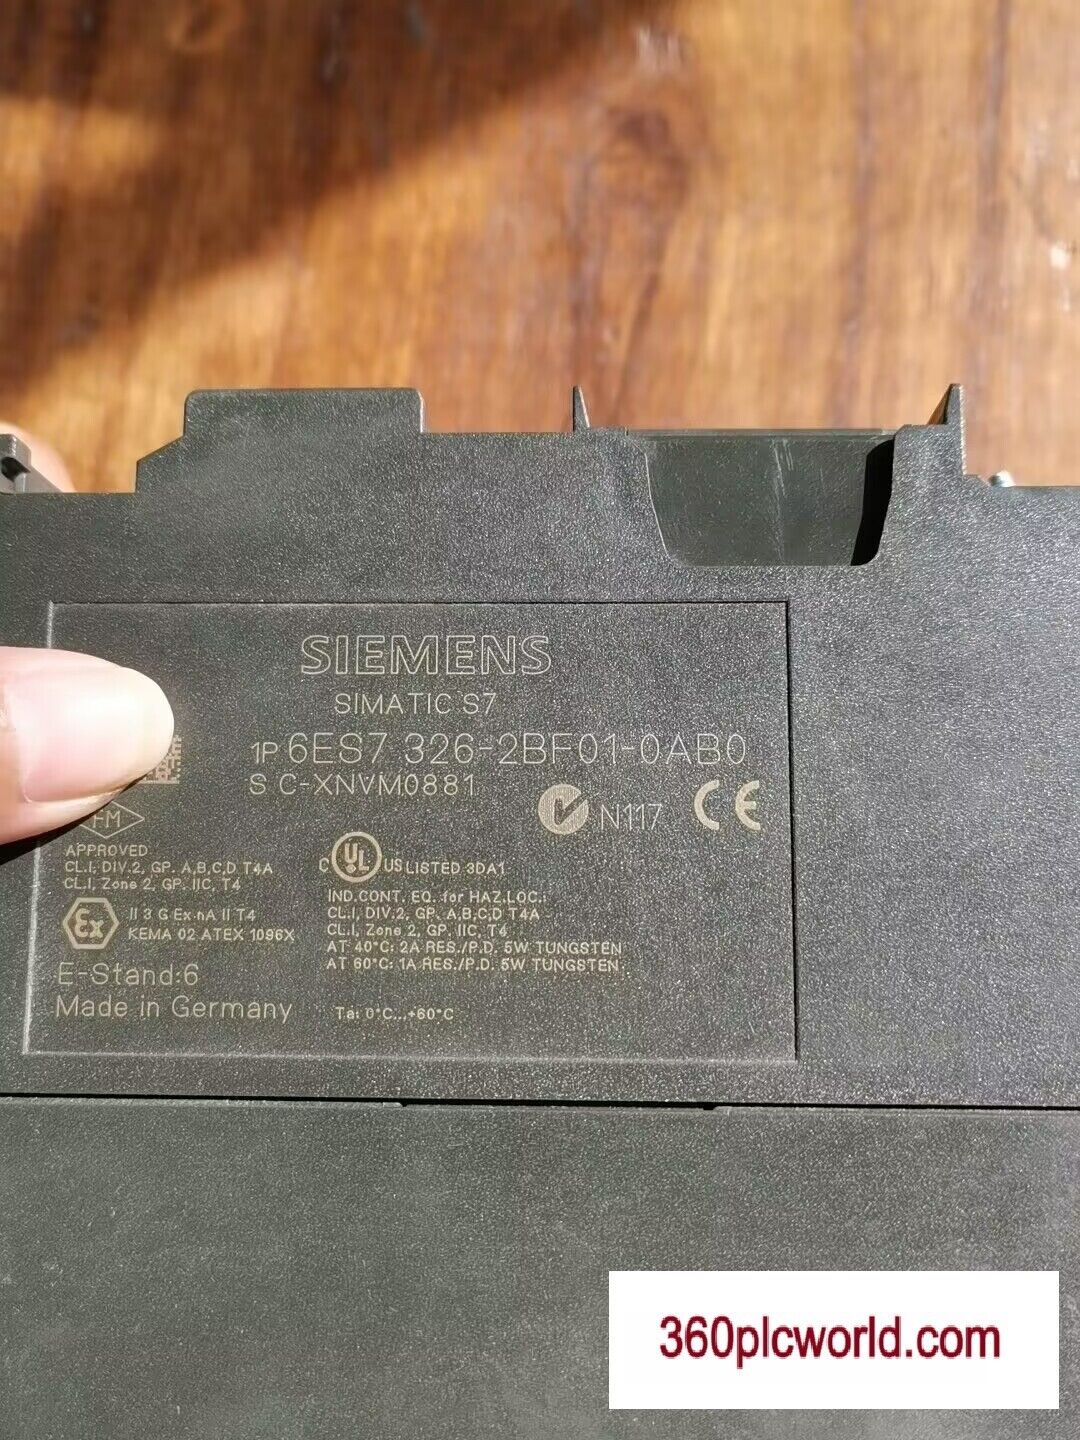 SIEMENS
SIMATIC S7
1P 6ES7 326-2BF01-0AB0
S C-XNVM0881
N117 CE
FM
APPROVED
CL.I, DIV.2, GP. A,B,C,D T4A
CL.I, Zone 2, GP. IIC, T4
C UL US LISTED 3DA1
IND.CONT. EQ. for HAZ.LOC.:
CL.I, DIV.2, GP. A,B,C,D T4A
CL.I, Zone 2, GP. IIC, T4
AT 40°C: 2A RES./P.D. 5W TUNGSTEN
AT 60°C: 1A RES./P.D. 5W TUNGSTEN
Ex II 3 G Ex nA II T4
KEMA 02 ATEX 1096X
E-Stand:6
Made in Germany
Ta: 0°C...+60°C
360plcworld.com